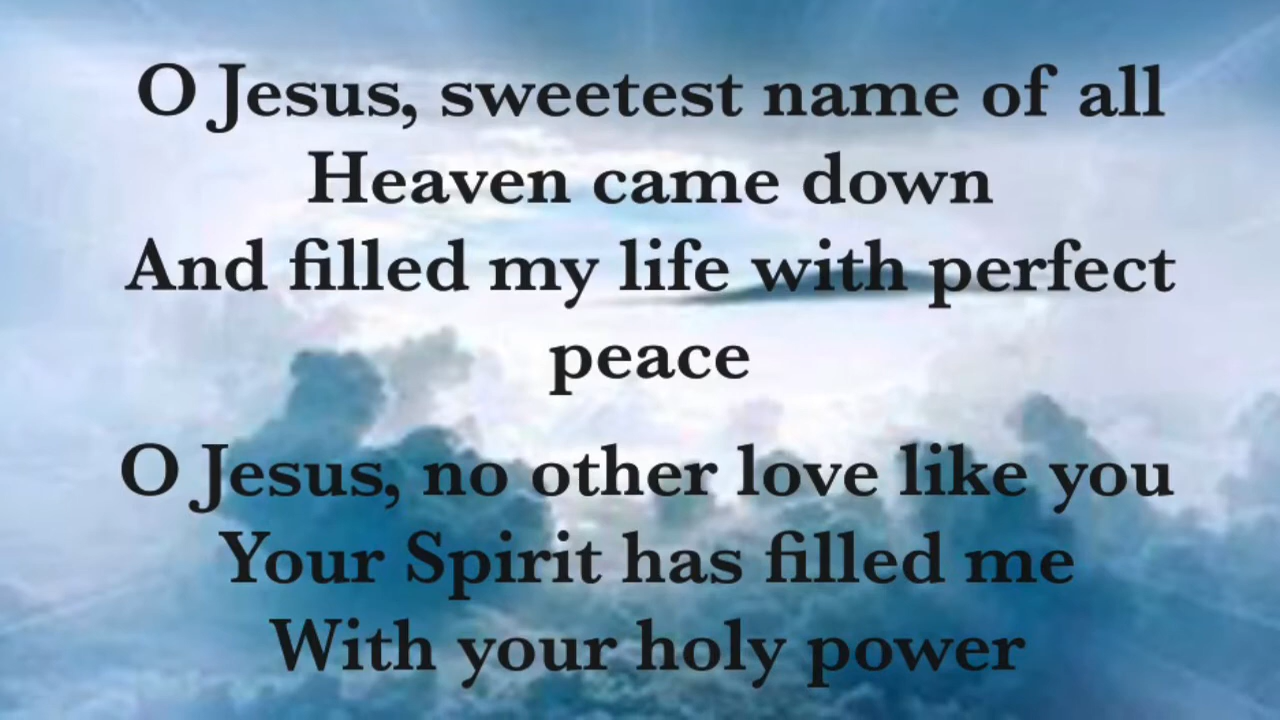 O Jesus, sweetest name of all
Heaven came down
And filled my life with perfect
peace
O Jesus, no other love like you
Your Spirit has filled me
With your holy power